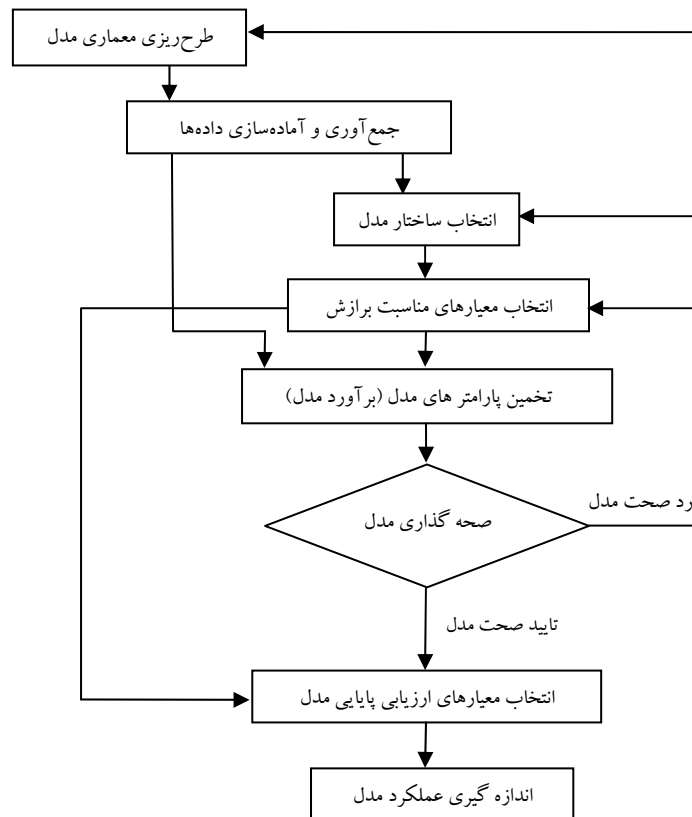 طرح‌ریزی معماری مدل
جمع‌آوری و آماده‌سازی داده‌ها
انتخاب ساختار مدل
انتخاب معیارهای مناسبت برازش
تخمین پارامتر های مدل (برآورد مدل)
صحه گذاری مدل
رد صحت مدل
تایید صحت مدل
انتخاب معیارهای ارزیابی پایایی مدل
اندازه گیری عملکرد مدل